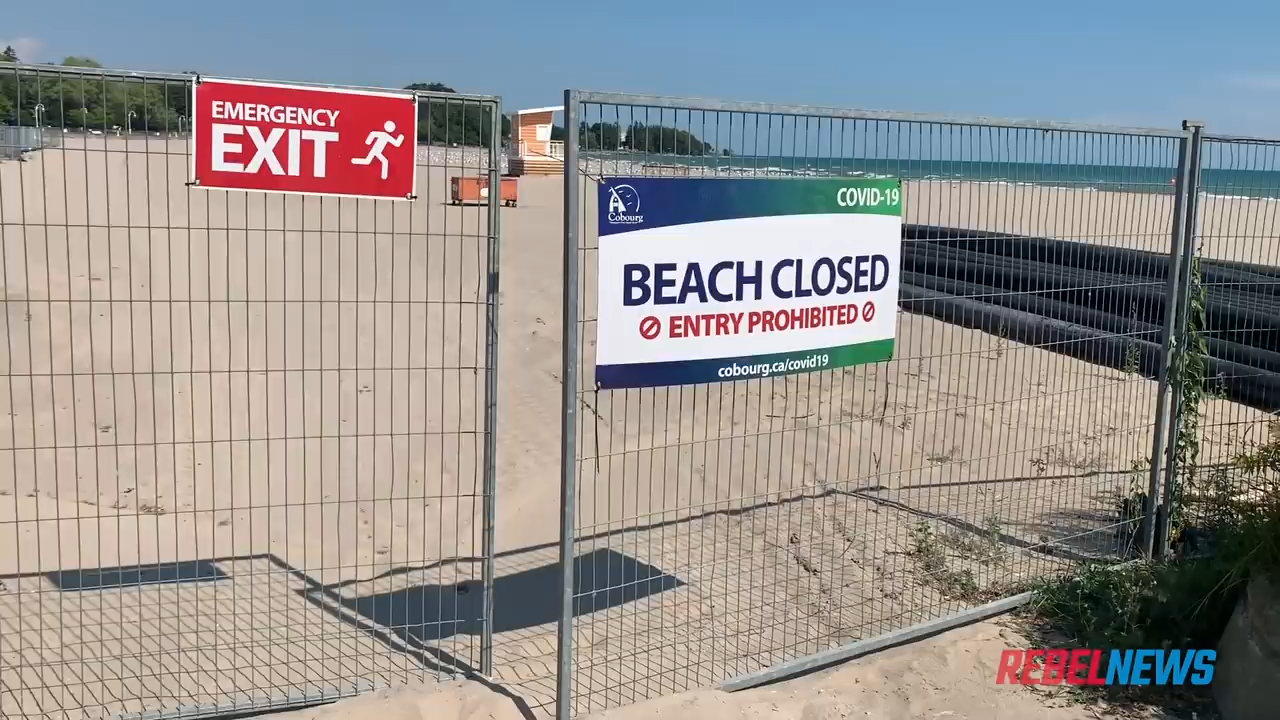 EMERGENCY
EXIT
Cobourg
COVID-19
BEACH CLOSED
ENTRY PROHIBITED
cobourg.ca/covid19
REBELNEWS